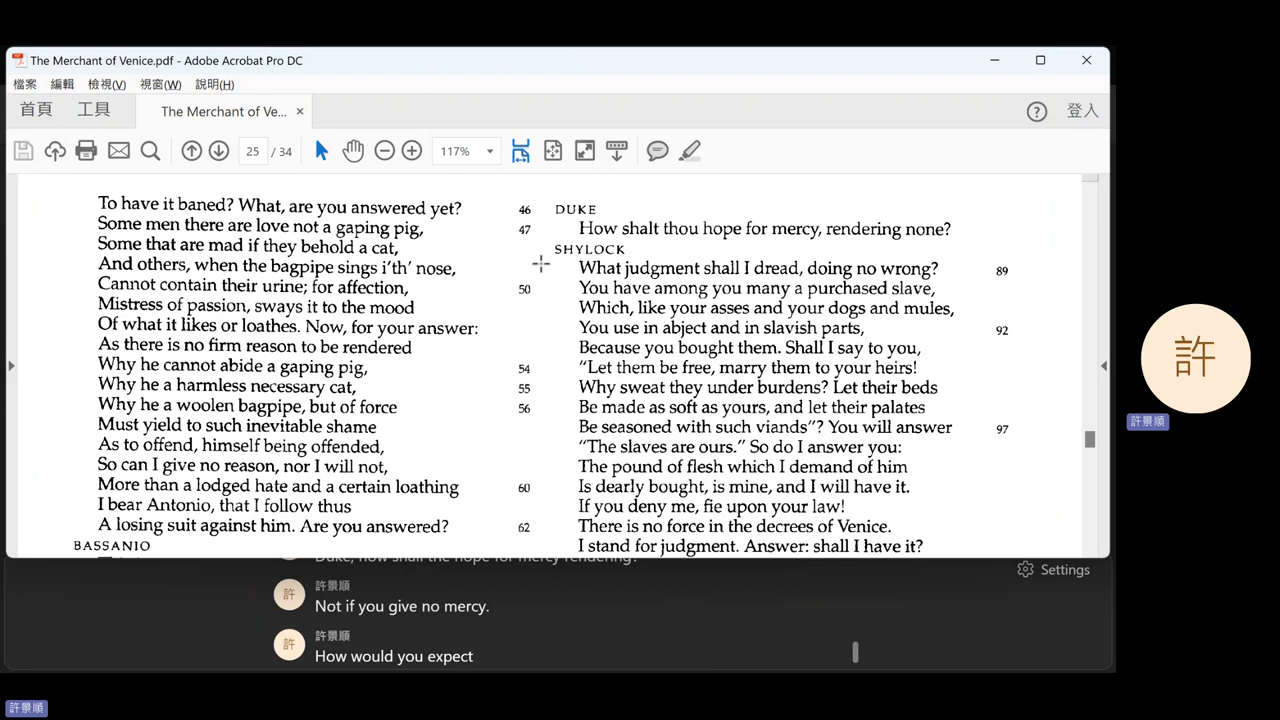 The Merchant of Venice.pdf - Adobe Acrobat Pro DC
檔案 編輯 檢視(V) 視窗(W) 說明(H)
首頁 工具 The Merchant of Ve... × 登入
25 / 34 117%
To have it baned? What, are you answered yet? 46
Some men there are love not a gaping pig, 47
Some that are mad if they behold a cat,
And others, when the bagpipe sings i'th' nose,
Cannot contain their urine; for affection, 50
Mistress of passion, sways it to the mood
Of what it likes or loathes. Now, for your answer:
As there is no firm reason to be rendered
Why he cannot abide a gaping pig, 54
Why he a harmless necessary cat, 55
Why he a woolen bagpipe, but of force 56
Must yield to such inevitable shame
As to offend, himself being offended,
So can I give no reason, nor I will not,
More than a lodged hate and a certain loathing 60
I bear Antonio, that I follow thus
A losing suit against him. Are you answered? 62
BASSANIO
DUKE
How shalt thou hope for mercy, rendering none?
SHYLOCK
What judgment shall I dread, doing no wrong? 89
You have among you many a purchased slave,
Which, like your asses and your dogs and mules,
You use in abject and in slavish parts, 92
Because you bought them. Shall I say to you,
“Let them be free, marry them to your heirs!
Why sweat they under burdens? Let their beds
Be made as soft as yours, and let their palates
Be seasoned with such viands”? You will answer 97
“The slaves are ours.” So do I answer you:
The pound of flesh which I demand of him
Is dearly bought, is mine, and I will have it.
If you deny me, fie upon your law!
There is no force in the decrees of Venice.
I stand for judgment. Answer: shall I have it?
Duke, how shall the hope for mercy rendering?
Settings
許 許景順
Not if you give no mercy.
許 許景順
How would you expect
許
許景順
許景順